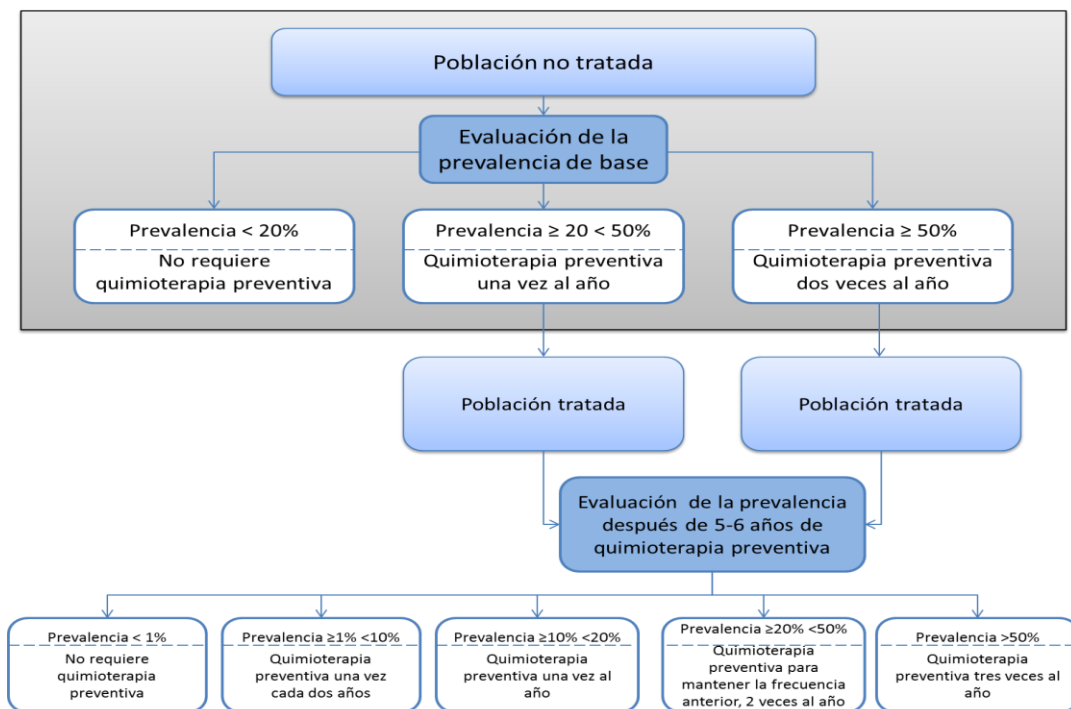 Población no tratada
Evaluación de la
prevalencia de base
Prevalencia < 20%
No requiere
quimioterapia preventiva
Prevalencia ≥ 20 < 50%
Quimioterapia preventiva
una vez al año
Prevalencia ≥ 50%
Quimioterapia preventiva
dos veces al año
Población tratada
Población tratada
Evaluación de la prevalencia
después de 5-6 años de
quimioterapia preventiva
Prevalencia < 1%
No requiere
quimioterapia
preventiva
Prevalencia ≥1% <10%
Quimioterapia
preventiva una vez
cada dos años
Prevalencia ≥10% <20%
Quimioterapia
preventiva una vez al
año
Prevalencia ≥20% <50%
Quimioterapia
preventiva para
mantener la frecuencia
anterior, 2 veces al año
Prevalencia >50%
Quimioterapia
preventiva tres veces al
año